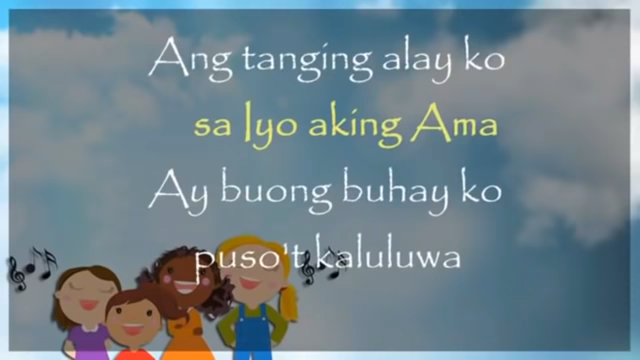 Ang tanging alay ko
sa Iyo aking Ama
Ay buong buhay ko
puso't kaluluwa